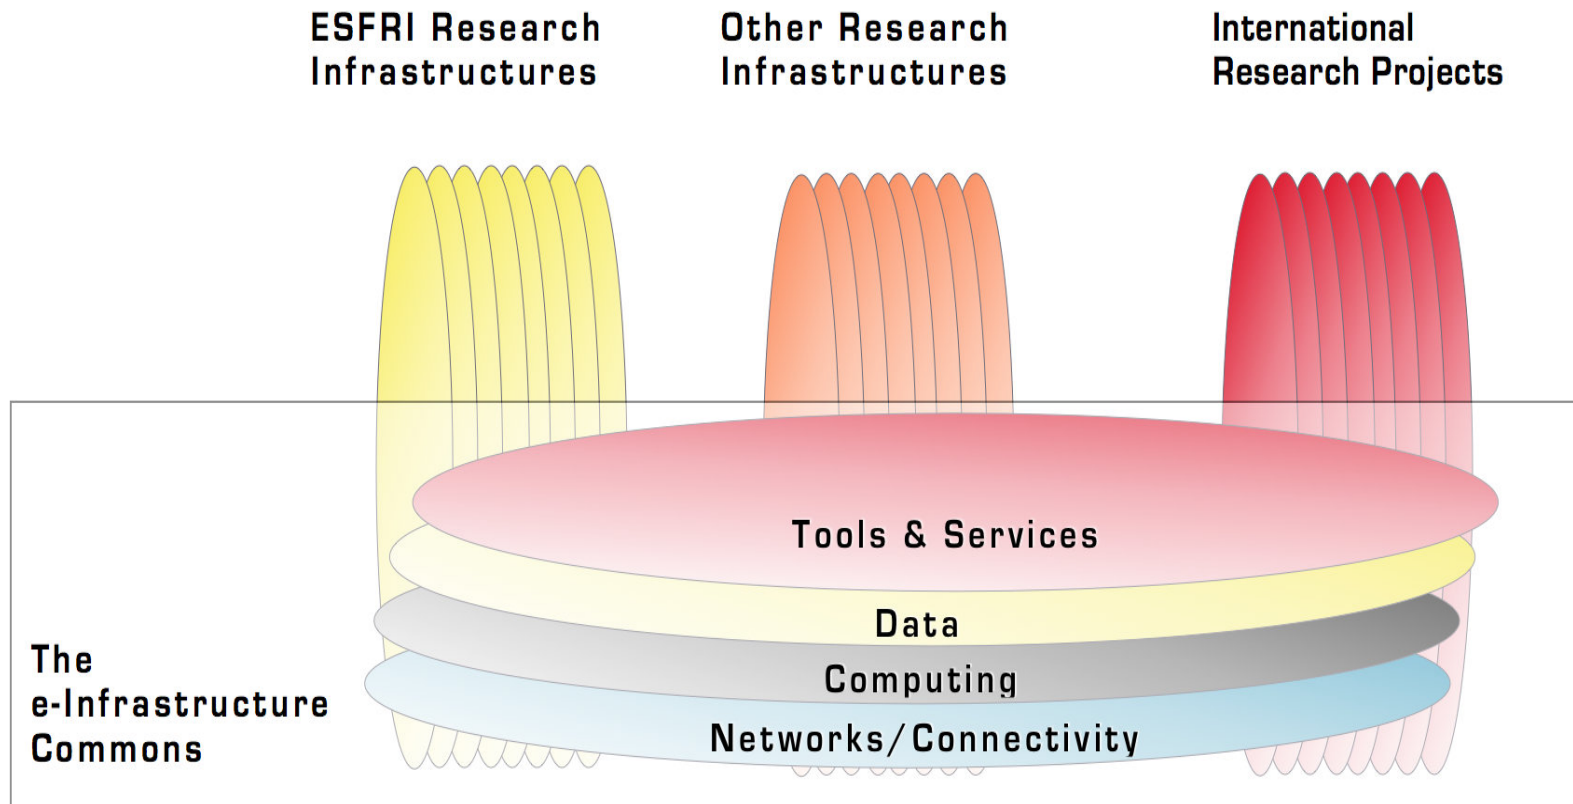 ESFRI Research
Infrastructures
Other Research
Infrastructures
International
Research Projects
Tools & Services
Data
Computing
Networks/Connectivity
The
e-Infrastructure
Commons